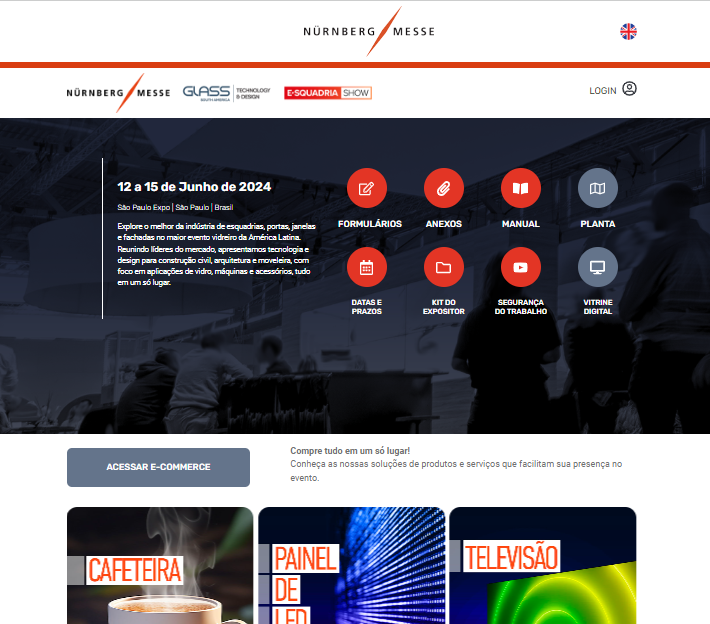 NÜRNBERG MESSE
NÜRNBERG MESSE
GLASS
SOUTH AMERICA
TECHNOLOGY
& DESIGN
E-SQUADRIA SHOW
LOGIN
12 a 15 de Junho de 2024
São Paulo Expo | São Paulo | Brasil
Explore o melhor da indústria de esquadrias, portas, janelas
e fachadas no maior evento vidreiro da América Latina.
Reunindo líderes do mercado, apresentamos tecnologia e
design para construção civil, arquitetura e moveleira, com
foco em aplicações de vidro, máquinas e acessórios, tudo
em um só lugar.
FORMULÁRIOS
ANEXOS
MANUAL
PLANTA
DATAS E
PRAZOS
KIT DO
EXPOSITOR
SEGURANÇA
DO TRABALHO
VITRINE
DIGITAL
ACESSAR E-COMMERCE
Compre tudo em um só lugar!
Conheça as nossas soluções de produtos e serviços que facilitam sua presença no
evento.
CAFETEIRA
PAINEL
DE
LED
TELEVISÃO